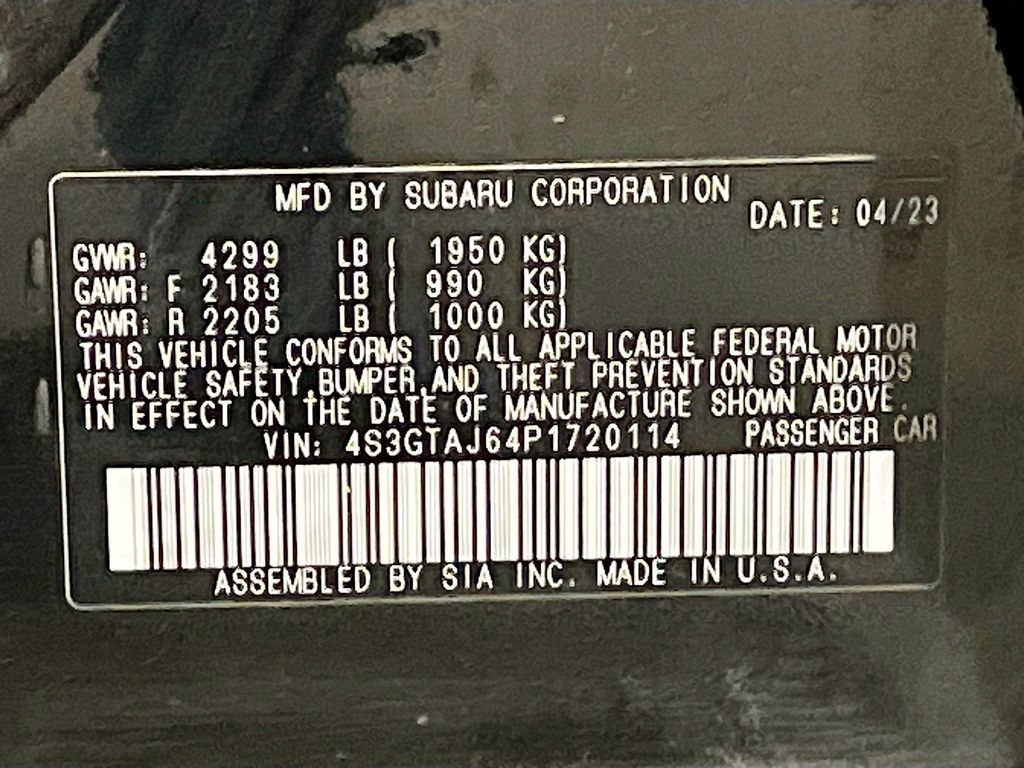 MFD BY SUBARU CORPORATION
DATE: 04/23
GVWR: 4299 LB ( 1950 KG)
GAWR: F 2183 LB ( 990 KG)
GAWR: R 2205 LB ( 1000 KG)
THIS VEHICLE CONFORMS TO ALL APPLICABLE FEDERAL MOTOR
VEHICLE SAFETY,BUMPER,AND THEFT PREVENTION STANDARDS
IN EFFECT ON THE DATE OF MANUFACTURE SHOWN ABOVE.
VIN: 4S3GTAJ64P1720114 PASSENGER CAR
ASSEMBLED BY SIA INC. MADE IN U.S.A.